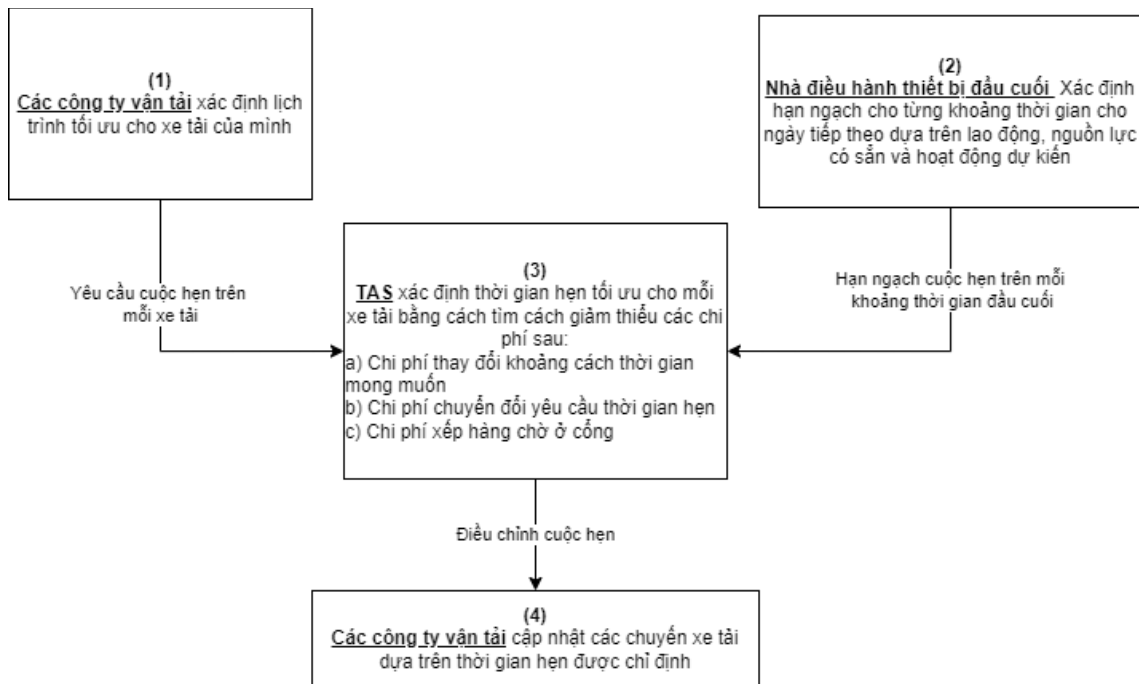 (1)
Các công ty vận tải xác định lịch
trình tối ưu cho xe tải của mình
(2)
Nhà điều hành thiết bị đầu cuối Xác định
hạn ngạch cho từng khoảng thời gian cho
ngày tiếp theo dựa trên lao động, nguồn lực
có sẵn và hoạt động dự kiến
Yêu cầu cuộc hẹn trên
mỗi xe tải
Hạn ngạch cuộc hẹn trên mỗi
khoảng thời gian đầu cuối
(3)
TAS xác định thời gian hẹn tối ưu cho mỗi
xe tải bằng cách tìm cách giảm thiểu các chi
phí sau:
a) Chi phí thay đổi khoảng cách thời gian
mong muốn
b) Chi phí chuyển đổi yêu cầu thời gian hẹn
c) Chi phí xếp hàng chờ ở cổng
Điều chỉnh cuộc hẹn
(4)
Các công ty vận tải cập nhật các chuyến xe tải
dựa trên thời gian hẹn được chỉ định